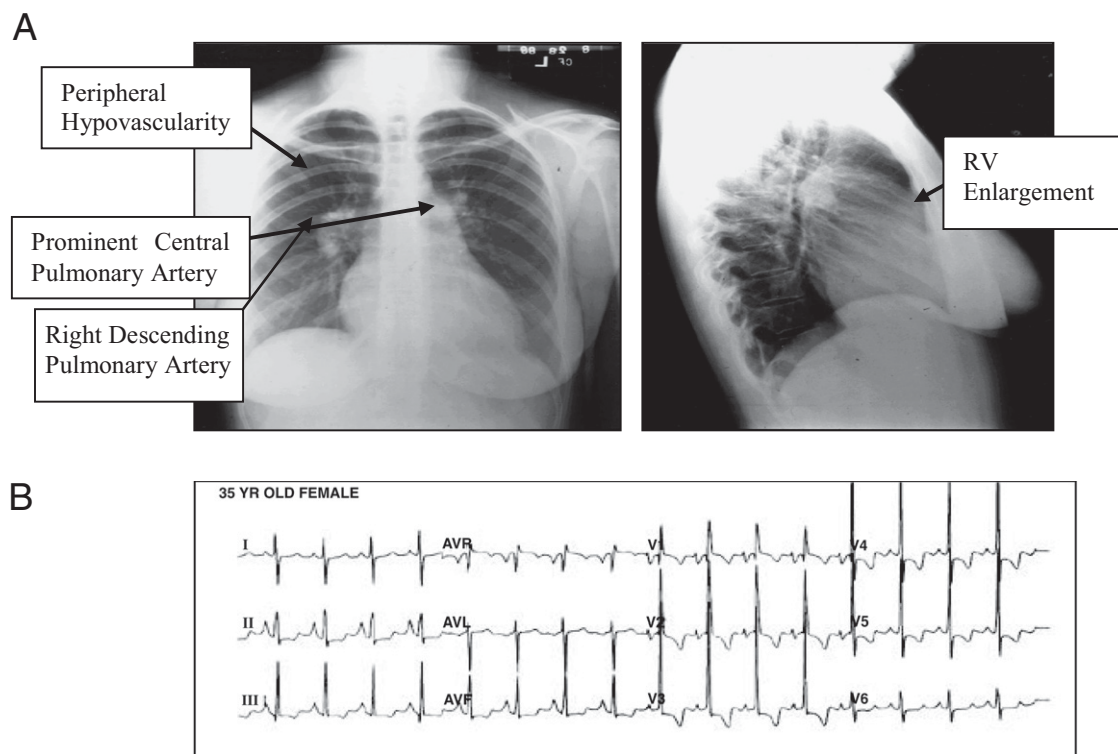 A
Peripheral
Hypovascularity
L
CF
RV
Enlargement
Prominent Central
Pulmonary Artery
Right Descending
Pulmonary Artery
B
35 YR OLD FEMALE
I AVR V1 V4
II AVL V2 V5
III AVF V3 V6